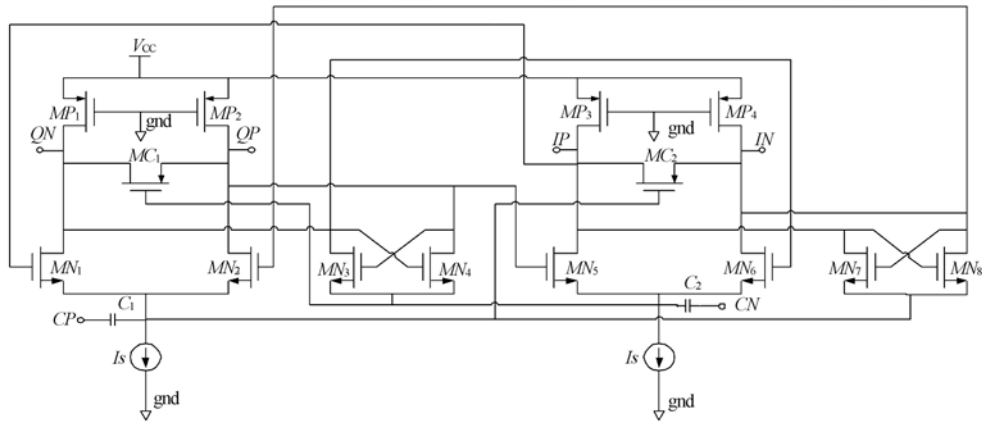 VCC
MP1
MP2
MP3
MP4
gnd
gnd
QN
QP
IP
IN
MC1
MC2
MN1
MN2
MN3
MN4
MN5
MN6
MN7
MN8
C1
C2
CP
CN
Is
Is
gnd
gnd